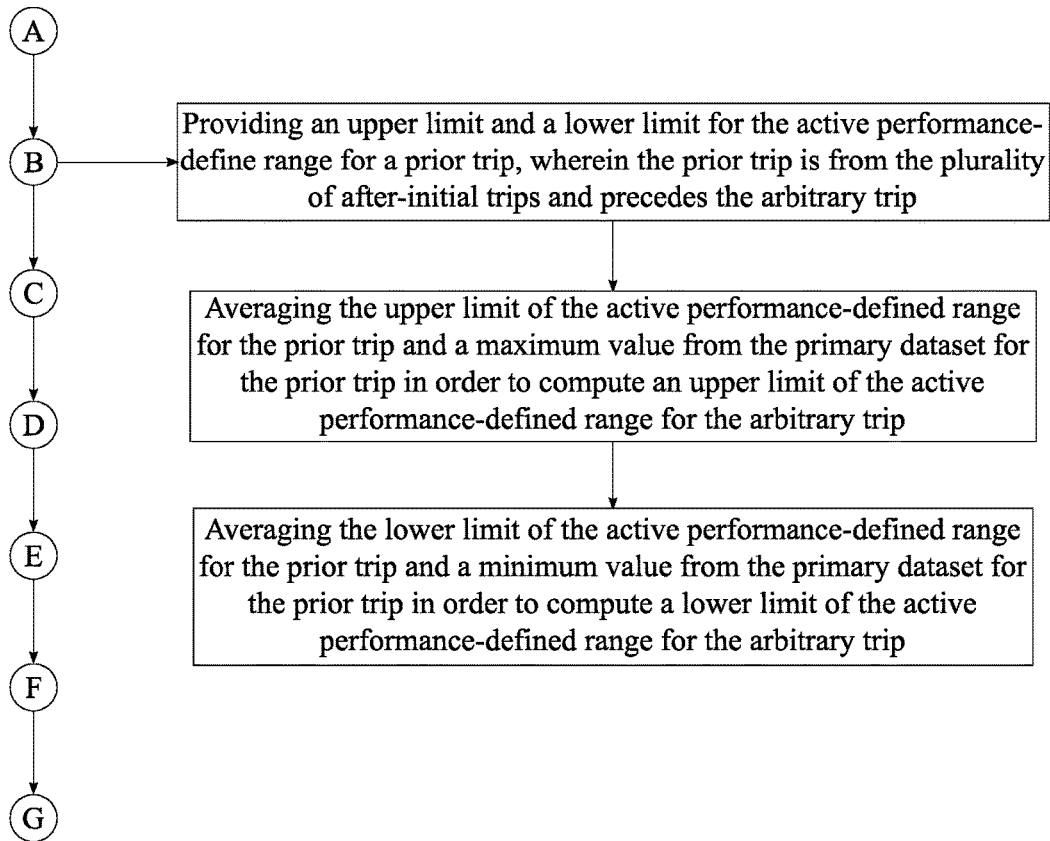 A
B
Providing an upper limit and a lower limit for the active performance-
define range for a prior trip, wherein the prior trip is from the plurality
of after-initial trips and precedes the arbitrary trip
C
Averaging the upper limit of the active performance-defined range
for the prior trip and a maximum value from the primary dataset for
the prior trip in order to compute an upper limit of the active
performance-defined range for the arbitrary trip
D
E
Averaging the lower limit of the active performance-defined range
for the prior trip and a minimum value from the primary dataset for
the prior trip in order to compute a lower limit of the active
performance-defined range for the arbitrary trip
F
G